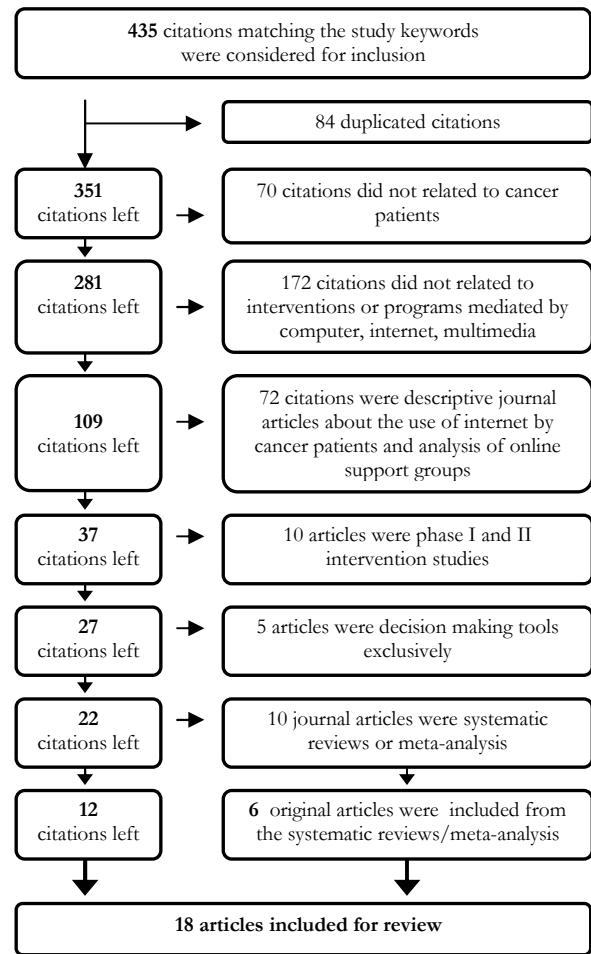 435 citations matching the study keywords
were considered for inclusion
84 duplicated citations
351
citations left
70 citations did not related to cancer
patients
281
citations left
172 citations did not related to
interventions or programs mediated by
computer, internet, multimedia
109
citations left
72 citations were descriptive journal
articles about the use of internet by
cancer patients and analysis of online
support groups
37
citations left
10 articles were phase I and II
intervention studies
27
citations left
5 articles were decision making tools
exclusively
22
citations left
10 journal articles were systematic
reviews or meta-analysis
12
citations left
6 original articles were included from
the systematic reviews/meta-analysis
18 articles included for review